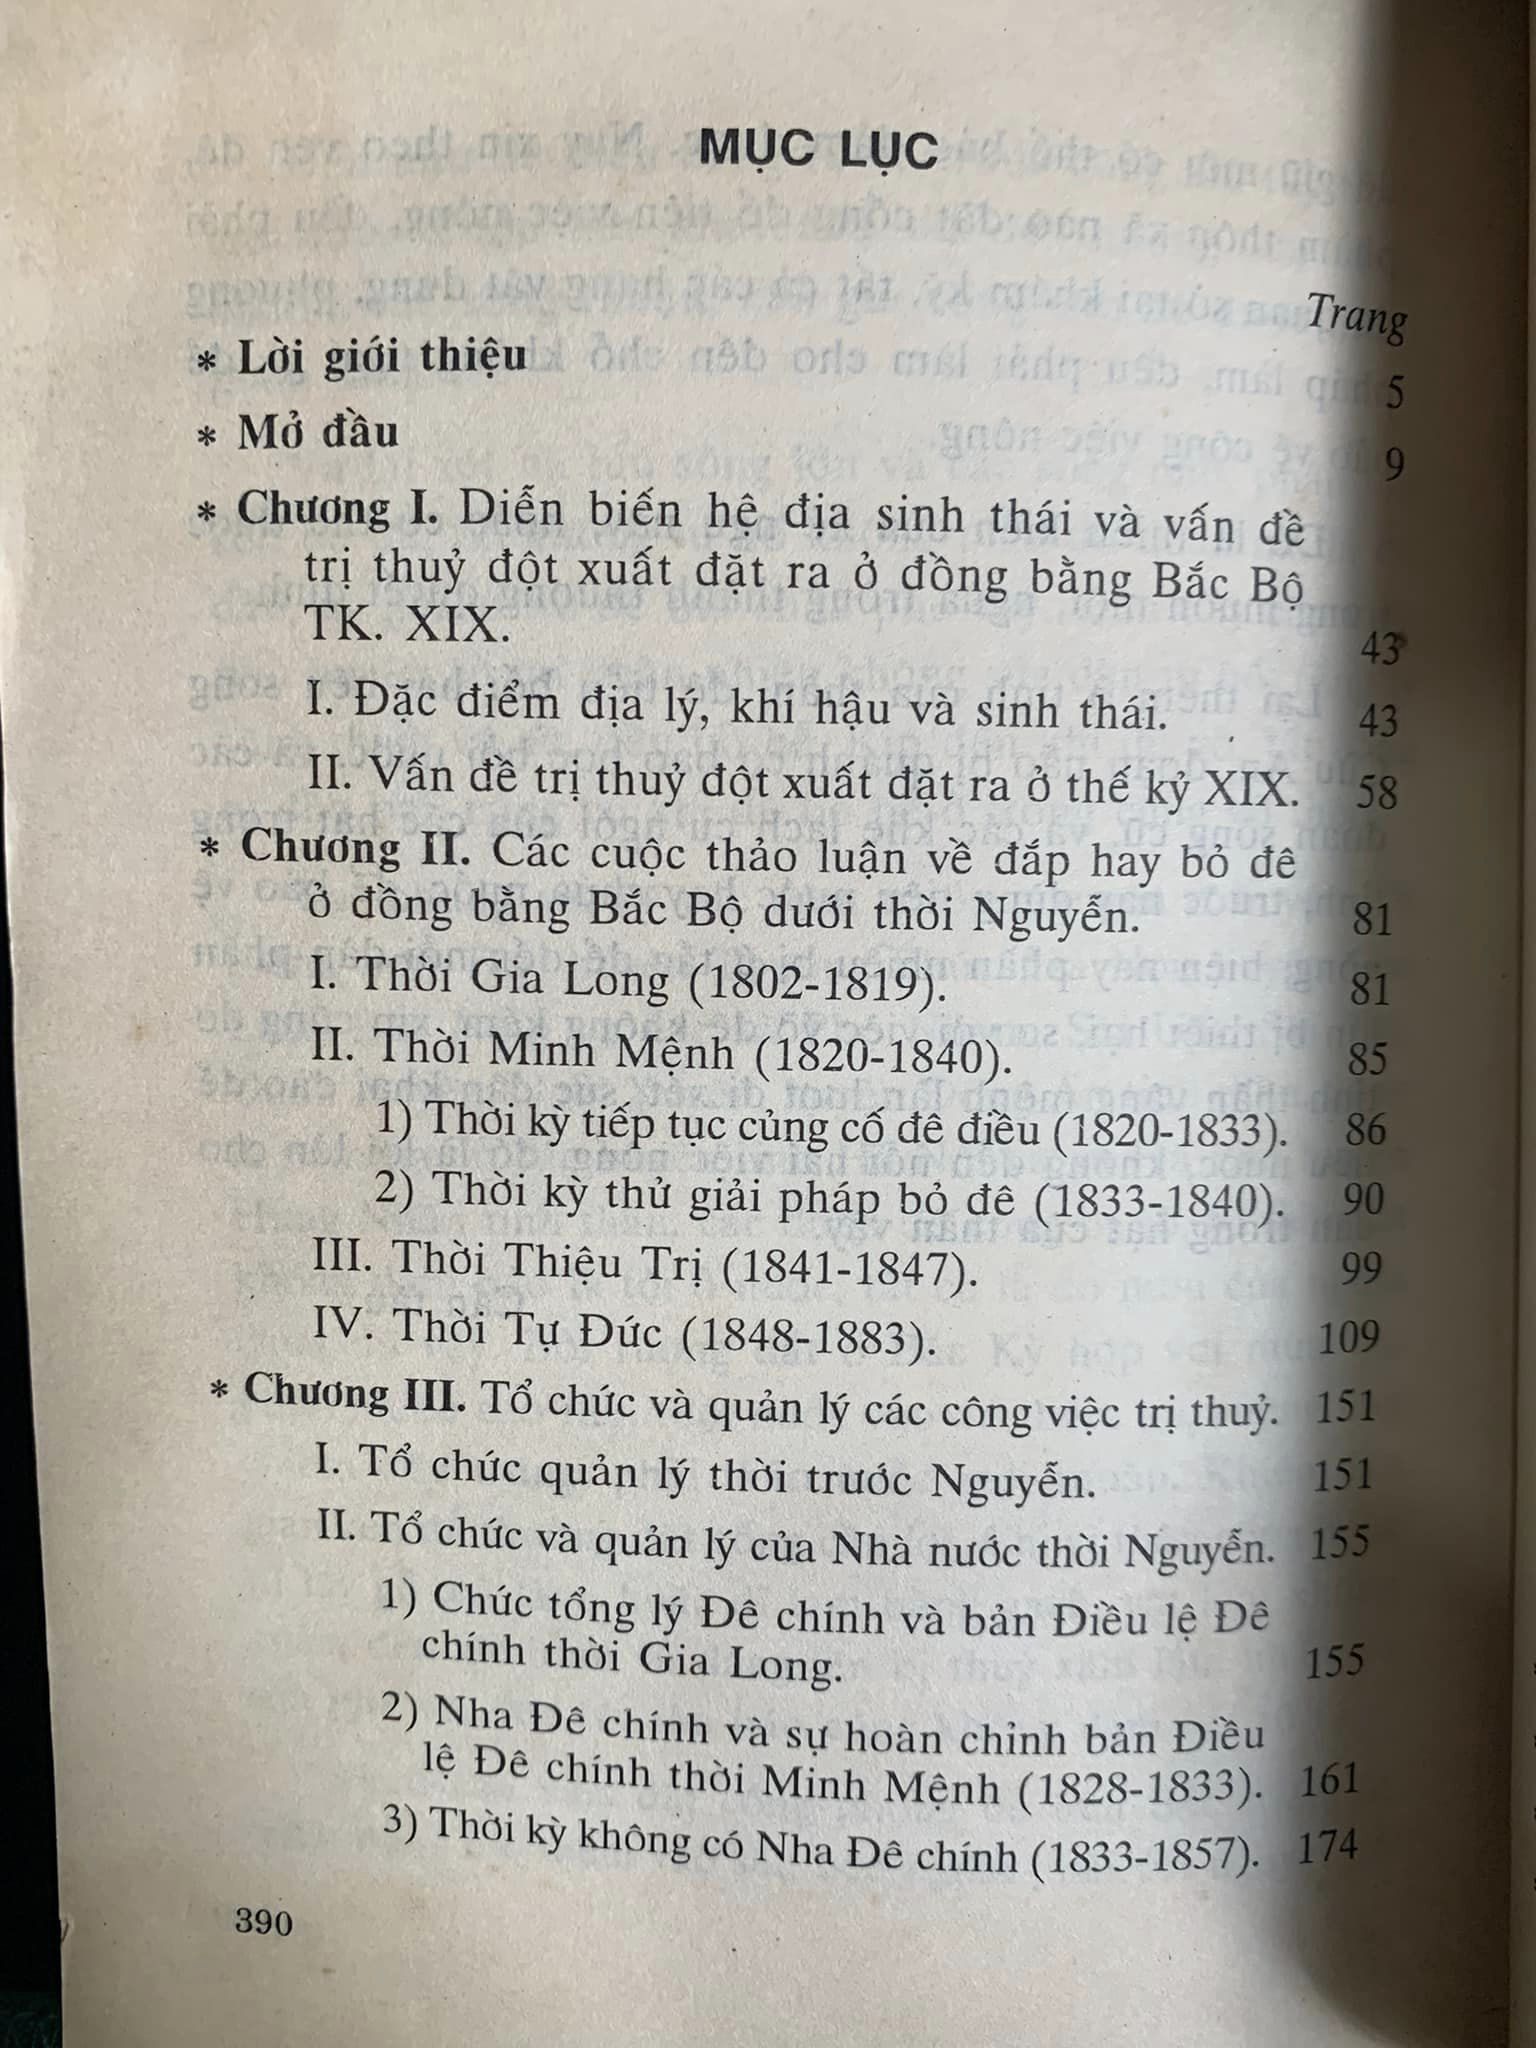 MỤC LỤC
Trang
* Lời giới thiệu 5
* Mở đầu 9
* Chương I. Diễn biến hệ địa sinh thái và vấn đề
trị thuỷ đột xuất đặt ra ở đồng bằng Bắc Bộ
TK. XIX. 43
I. Đặc điểm địa lý, khí hậu và sinh thái. 43
II. Vấn đề trị thuỷ đột xuất đặt ra ở thế kỷ XIX. 58
* Chương II. Các cuộc thảo luận về đắp hay bỏ đê
ở đồng bằng Bắc Bộ dưới thời Nguyễn. 81
I. Thời Gia Long (1802-1819). 81
II. Thời Minh Mệnh (1820-1840). 85
1) Thời kỳ tiếp tục củng cố đê điều (1820-1833). 86
2) Thời kỳ thử giải pháp bỏ đê (1833-1840). 90
III. Thời Thiệu Trị (1841-1847). 99
IV. Thời Tự Đức (1848-1883). 109
* Chương III. Tổ chức và quản lý các công việc trị thuỷ. 151
I. Tổ chức quản lý thời trước Nguyễn. 151
II. Tổ chức và quản lý của Nhà nước thời Nguyễn. 155
1) Chức tổng lý Đê chính và bản Điều lệ Đê
chính thời Gia Long. 155
2) Nha Đê chính và sự hoàn chỉnh bản Điều
lệ Đê chính thời Minh Mệnh (1828-1833). 161
3) Thời kỳ không có Nha Đê chính (1833-1857). 174
390